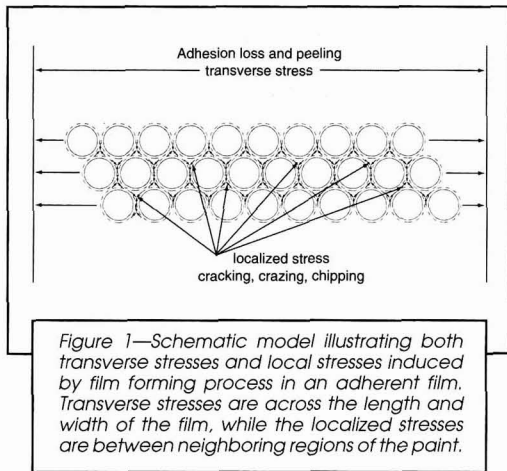 Adhesion loss and peeling
transverse stress
localized stress
cracking, crazing, chipping
Figure 1—Schematic model illustrating both
transverse stresses and local stresses induced
by film forming process in an adherent film.
Transverse stresses are across the length and
width of the film, while the localized stresses
are between neighboring regions of the paint.